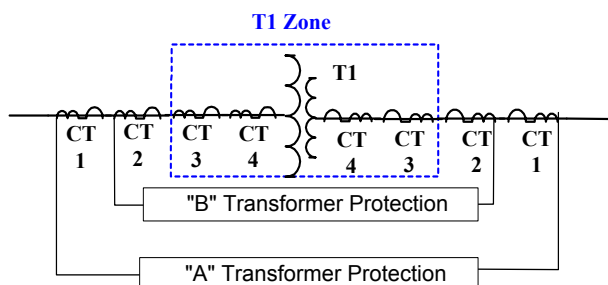 T1 Zone
T1
CT CT CT CT CT CT CT CT
1 2 3 4 4 3 2 1
"B" Transformer Protection
"A" Transformer Protection